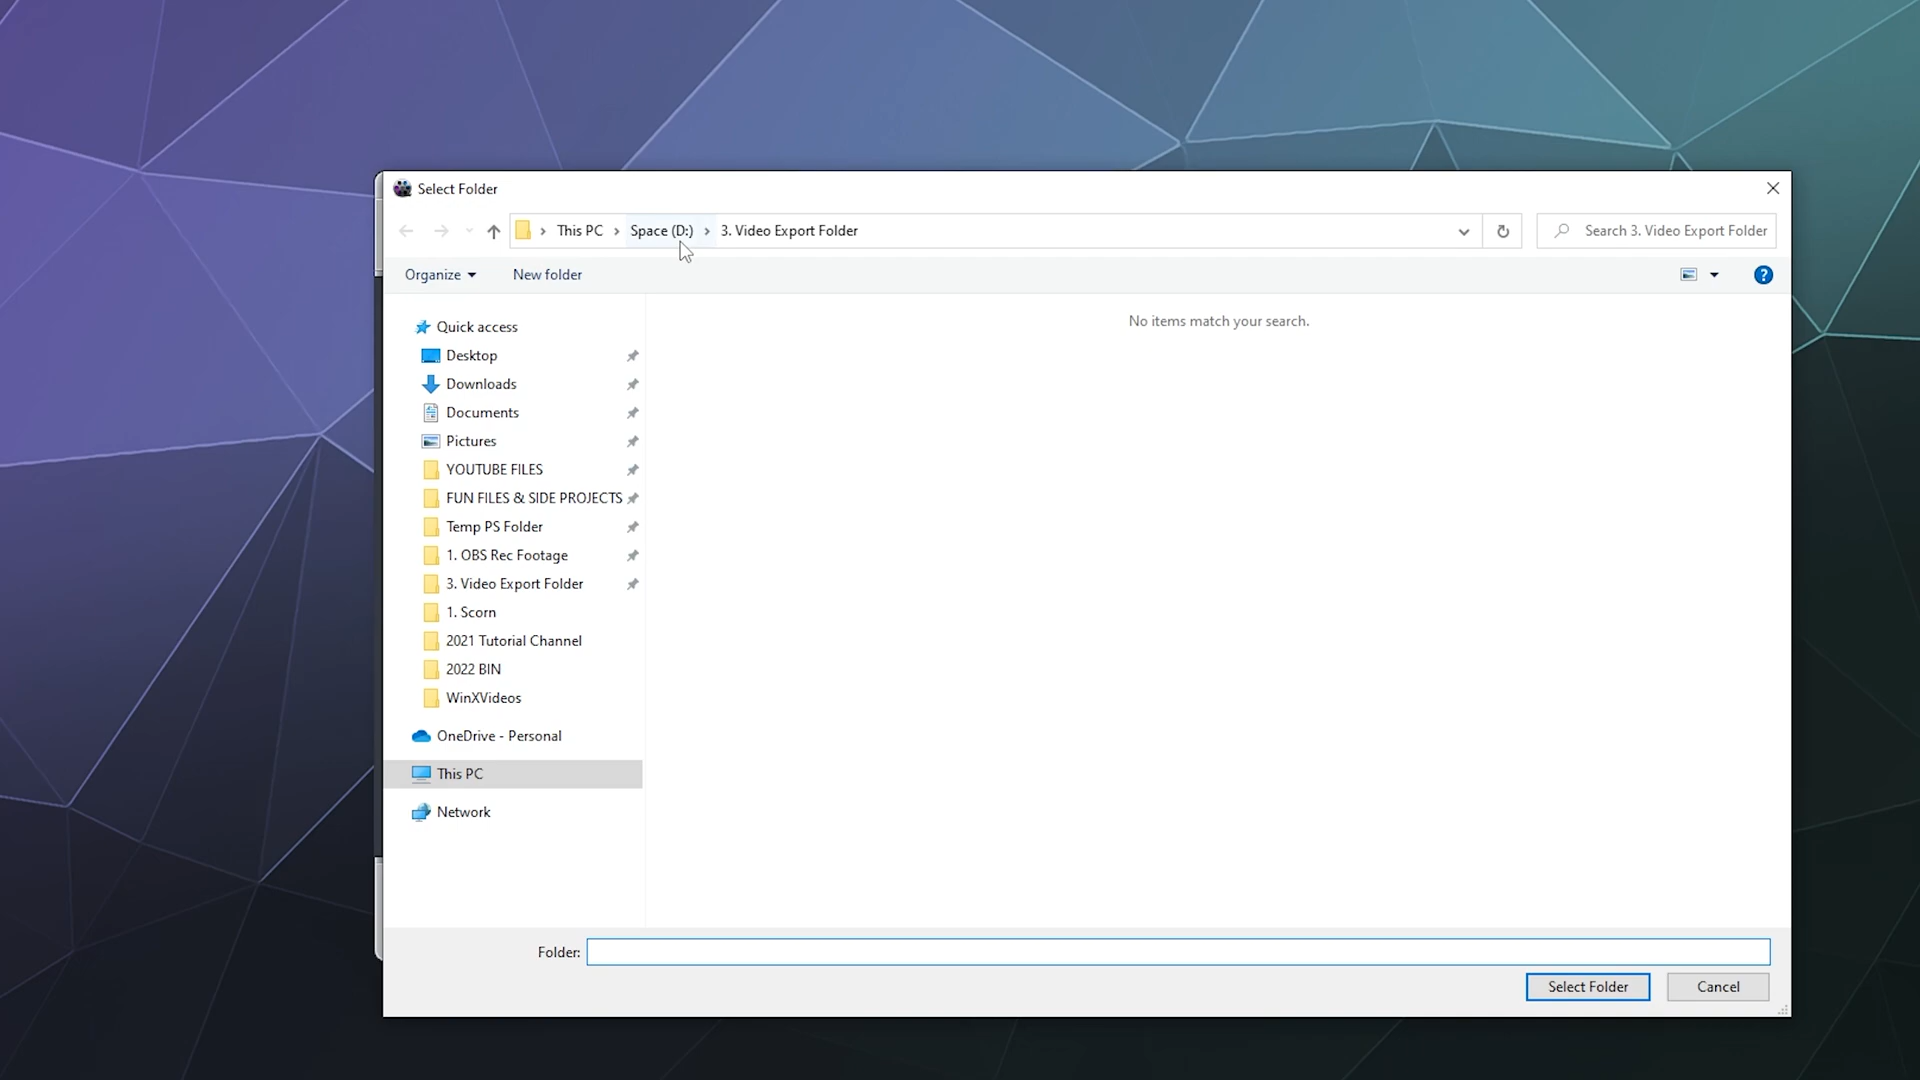 Select Folder
This PC Space (D:) 3. Video Export Folder
Search 3. Video Export Folder
Organize
New folder
?
Quick access
Desktop
Downloads
Documents
Pictures
YOUTUBE FILES
FUN FILES & SIDE PROJECTS
Temp PS Folder
1. OBS Rec Footage
3. Video Export Folder
1. Scorn
2021 Tutorial Channel
2022 BIN
WinXVideos
OneDrive - Personal
This PC
Network
No items match your search.
Folder:
Select Folder
Cancel